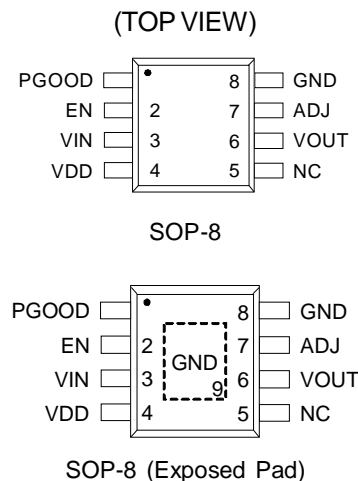 (TOP VIEW)
PGOOD 8 GND
EN 2 7 ADJ
VIN 3 6 VOUT
VDD 4 5 NC
SOP-8
PGOOD 8 GND
EN 2 7 ADJ
GND
VIN 3 6 VOUT
9
VDD 4 5 NC
SOP-8 (Exposed Pad)